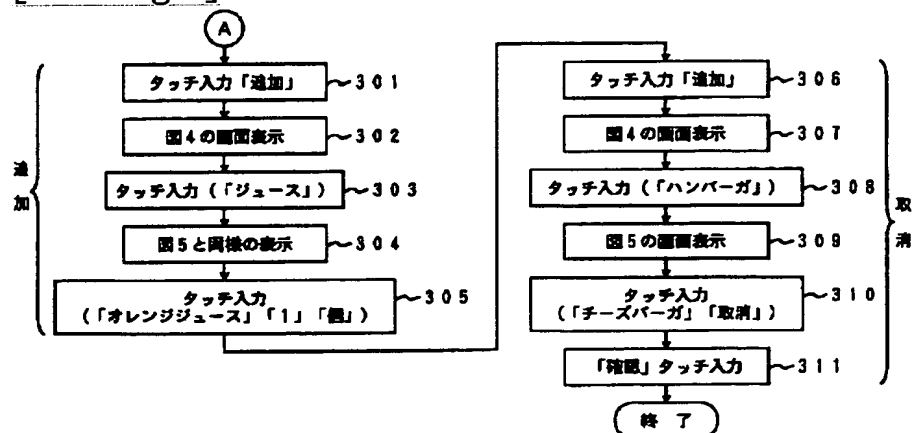 A
タッチ入力「追加」 〜301
図4の画面表示 〜302
タッチ入力(「ジュース」) 〜303
図5と同様の表示 〜304
タッチ入力
(「オレンジジュース」「1」「個」) 〜305
追加
タッチ入力「追加」 〜306
図4の画面表示 〜307
タッチ入力(「ハンバーガ」) 〜308
図5の画面表示 〜309
タッチ入力
(「チーズバーガ」「取消」) 〜310
「確認」タッチ入力 〜311
取消
終了